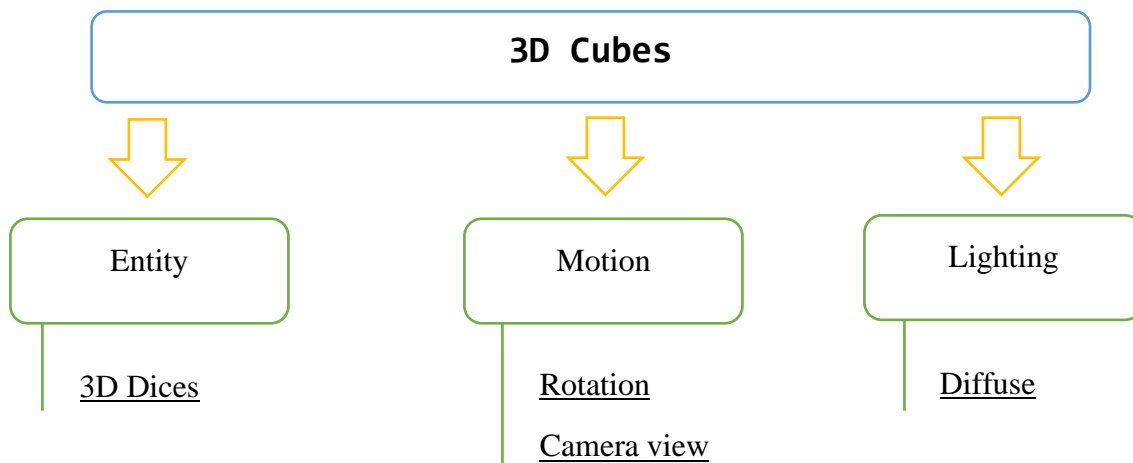 3D Cubes
Entity
Motion
Lighting
3D Dices
Rotation
Camera view
Diffuse